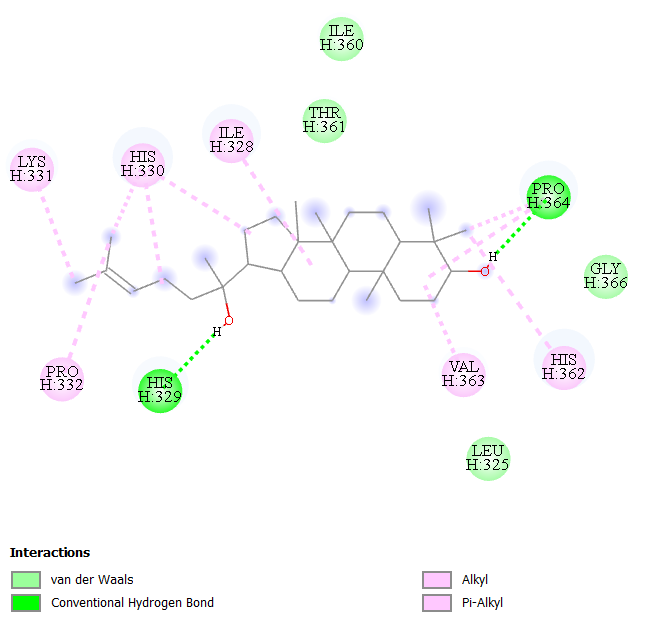 ILE
H:360
THR
H:361
ILE
H:328
HIS
H:330
LYS
H:331
PRO
H:364
H
O
GLY
H:366
O
H
PRO
H:332
HIS
H:329
VAL
H:363
HIS
H:362
LEU
H:325
Interactions
van der Waals
Conventional Hydrogen Bond
Alkyl
Pi-Alkyl